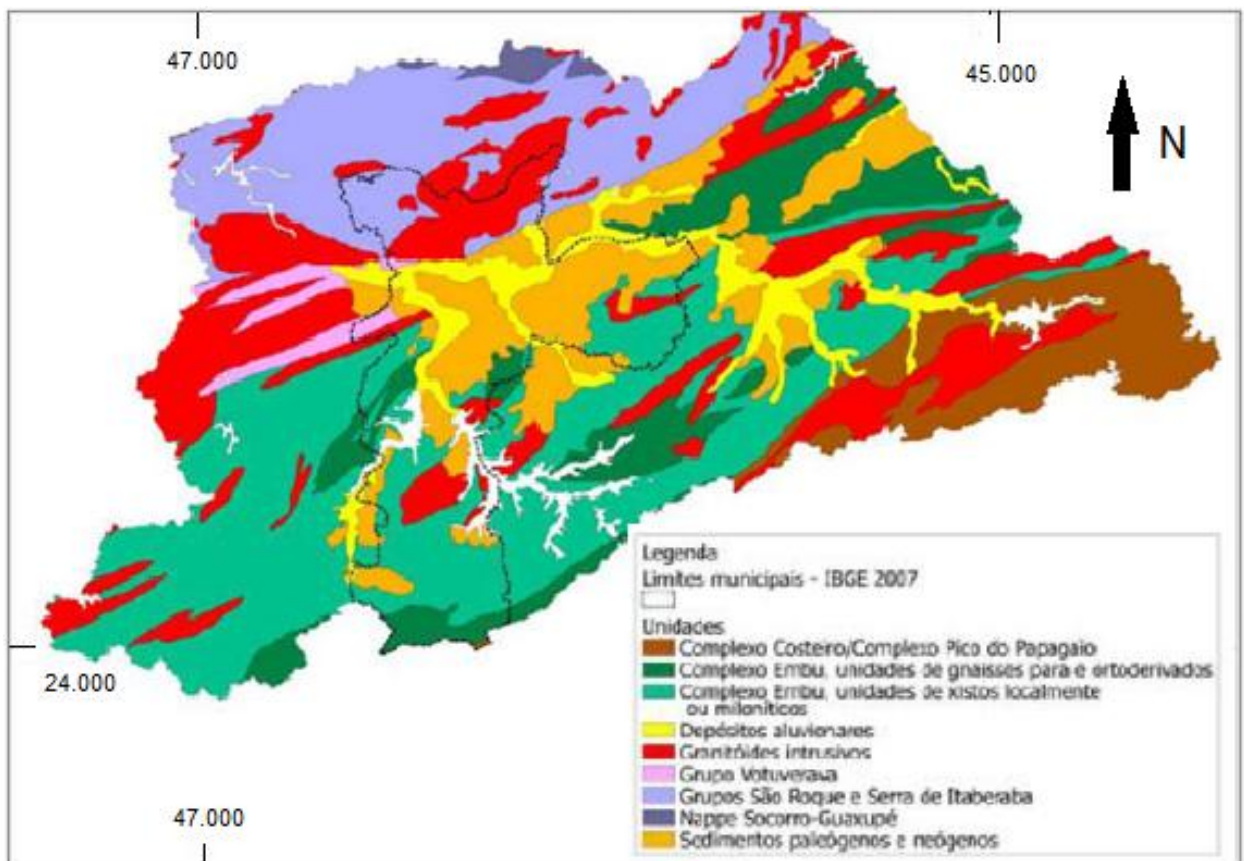 47.000
45.000
N
24.000
47.000
Legenda
Limites municipais - IBGE 2007
Unidades
Complexo Costeiro/Complexo Pico do Papagaio
Complexo Embu, unidades de gnaisses para e ortoderivados
Complexo Embu, unidades de xistos localmente
ou miloníticos
Depósitos aluvionares
Granitóides intrusivos
Grupo Votuverava
Grupos São Roque e Serra de Itaberaba
Nappe Socorro-Guaxupé
Sedimentos paleógenos e neógenos